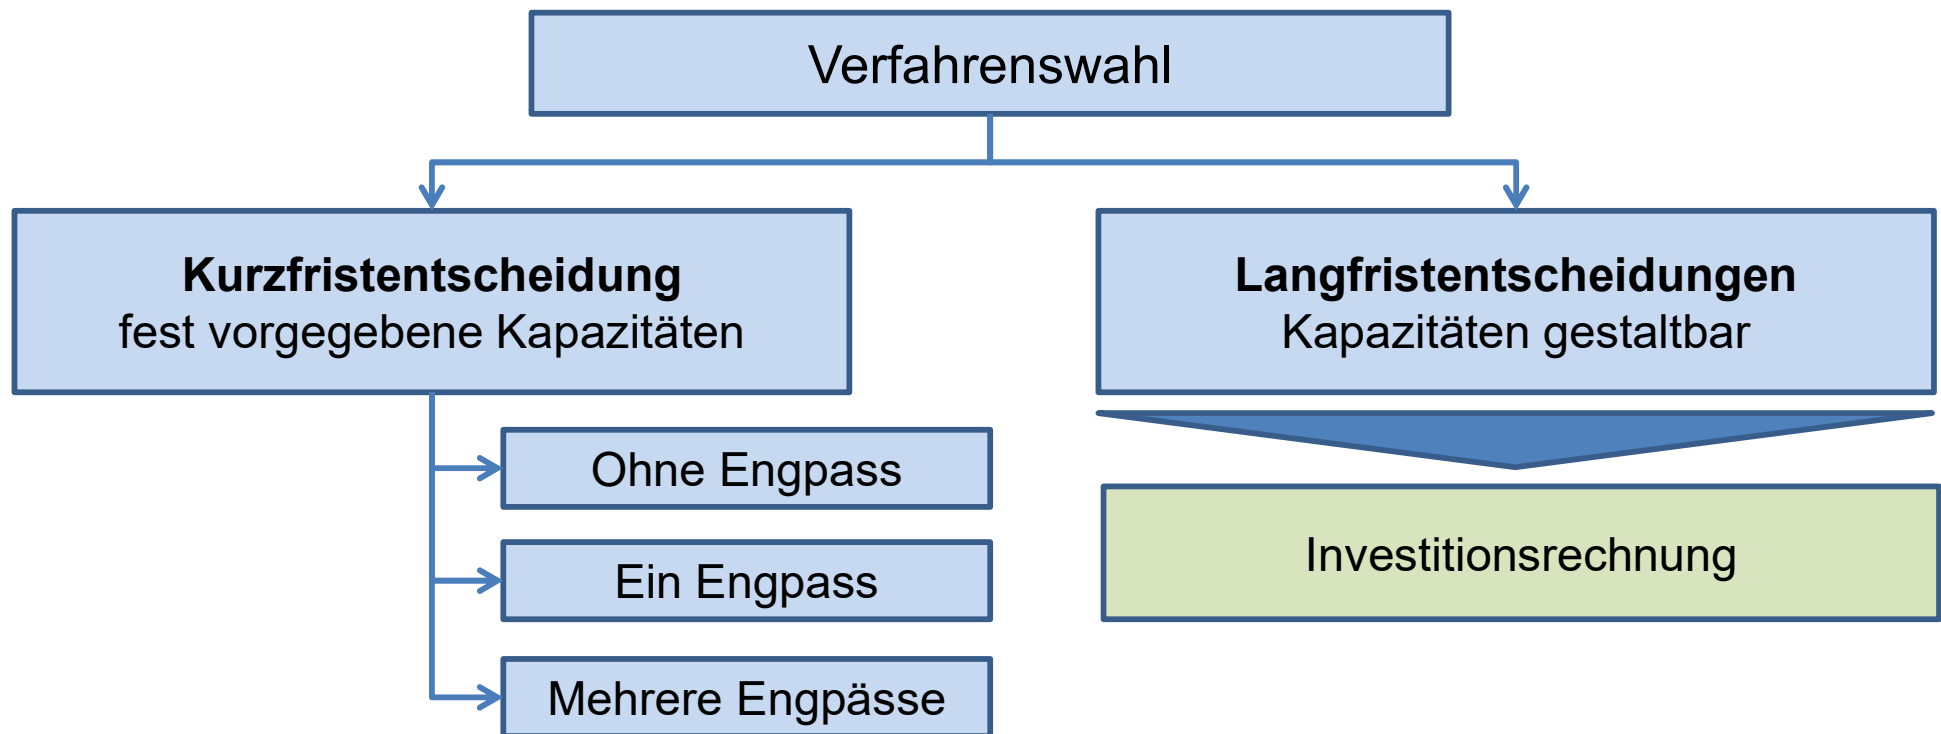 Verfahrenswahl
Kurzfristentscheidung
fest vorgegebene Kapazitäten
Langfristentscheidungen
Kapazitäten gestaltbar
Ohne Engpass
Ein Engpass
Mehrere Engpässe
Investitionsrechnung